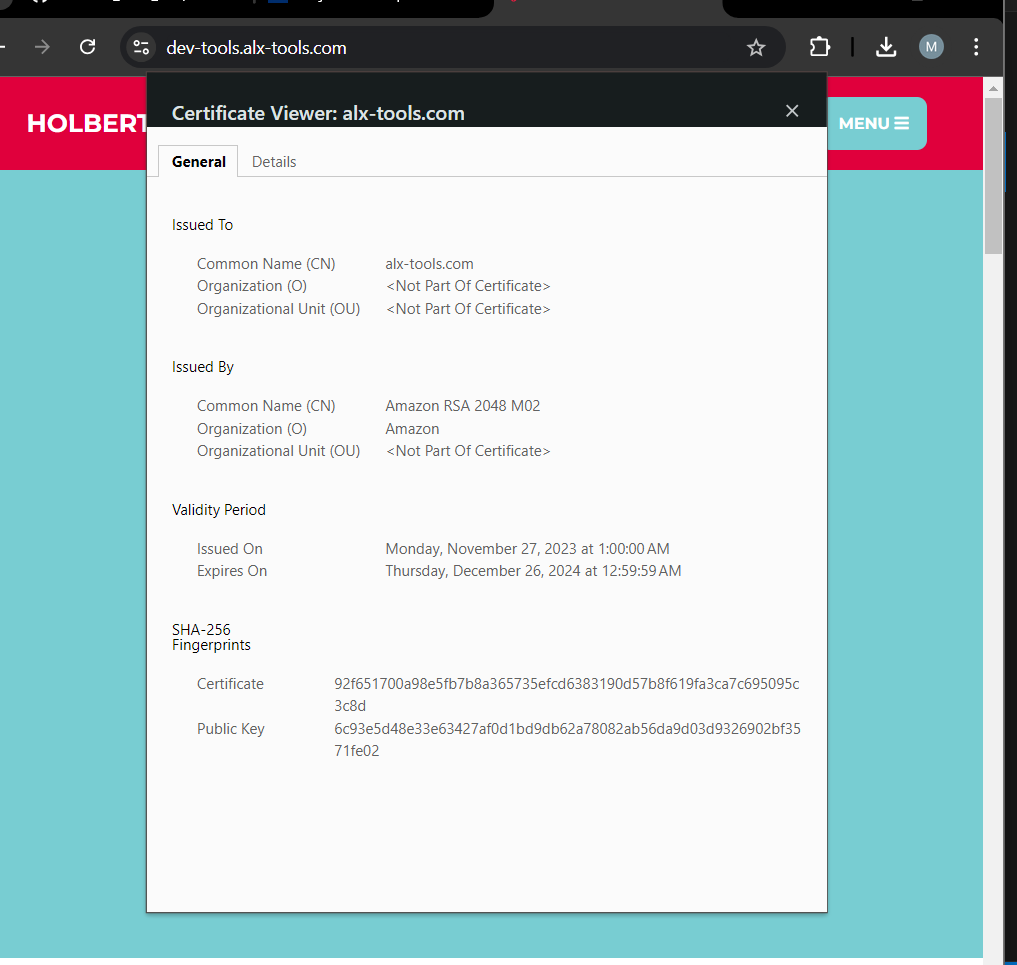 dev-tools.alx-tools.com
M
Certificate Viewer: alx-tools.com
HOLBERT
MENU
General Details
Issued To
Common Name (CN) alx-tools.com
Organization (O) <Not Part Of Certificate>
Organizational Unit (OU) <Not Part Of Certificate>
Issued By
Common Name (CN) Amazon RSA 2048 M02
Organization (O) Amazon
Organizational Unit (OU) <Not Part Of Certificate>
Validity Period
Issued On Monday, November 27, 2023 at 1:00:00 AM
Expires On Thursday, December 26, 2024 at 12:59:59 AM
SHA-256
Fingerprints
Certificate 92f651700a98e5fb7b8a365735efcd6383190d57b8f619fa3ca7c695095c
3c8d
Public Key 6c93e5d48e33e63427af0d1bd9db62a78082ab56da9d03d9326902bf35
71fe02